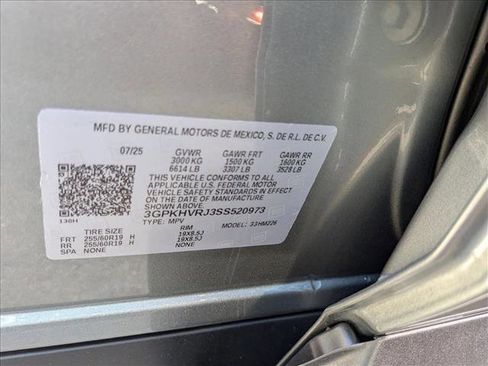 MFD BY GENERAL MOTORS DE MEXICO, S. DE R.L. DE C.V.
07/25 GVWR GAWR FRT GAWR RR
3000 KG 1500 KG 1600 KG
6614 LB 3307 LB 3528 LB
THIS VEHICLE CONFORMS TO ALL
APPLICABLE U.S. FEDERAL MOTOR
VEHICLE SAFETY STANDARDS IN EFFECT
ON THE DATE OF MANUFACTURE
SHOWN ABOVE.
3GPKHVRJ3SS520973
TYPE: MPV MODEL:
TIRE SIZE RIM
FRT 255/60R19 H 19X8.5J
RR 255/60R19 H 19X8.5J
SPA NONE NONE